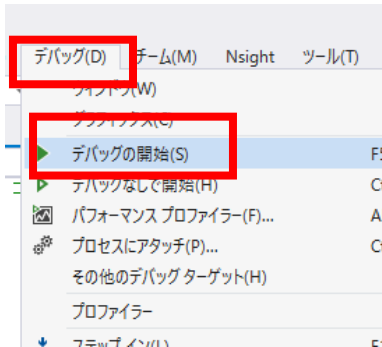 デバッグ(D) チーム(M) Nsight ツール(T)
ウィンドウ(W)
グラフィックス(C)
デバッグの開始(S) F5
デバッグなしで開始(H) Ct
パフォーマンス プロファイラー(F)... A
プロセスにアタッチ(P)... Ct
その他のデバッグ ターゲット(H)
プロファイラー
ステップ イン(I)